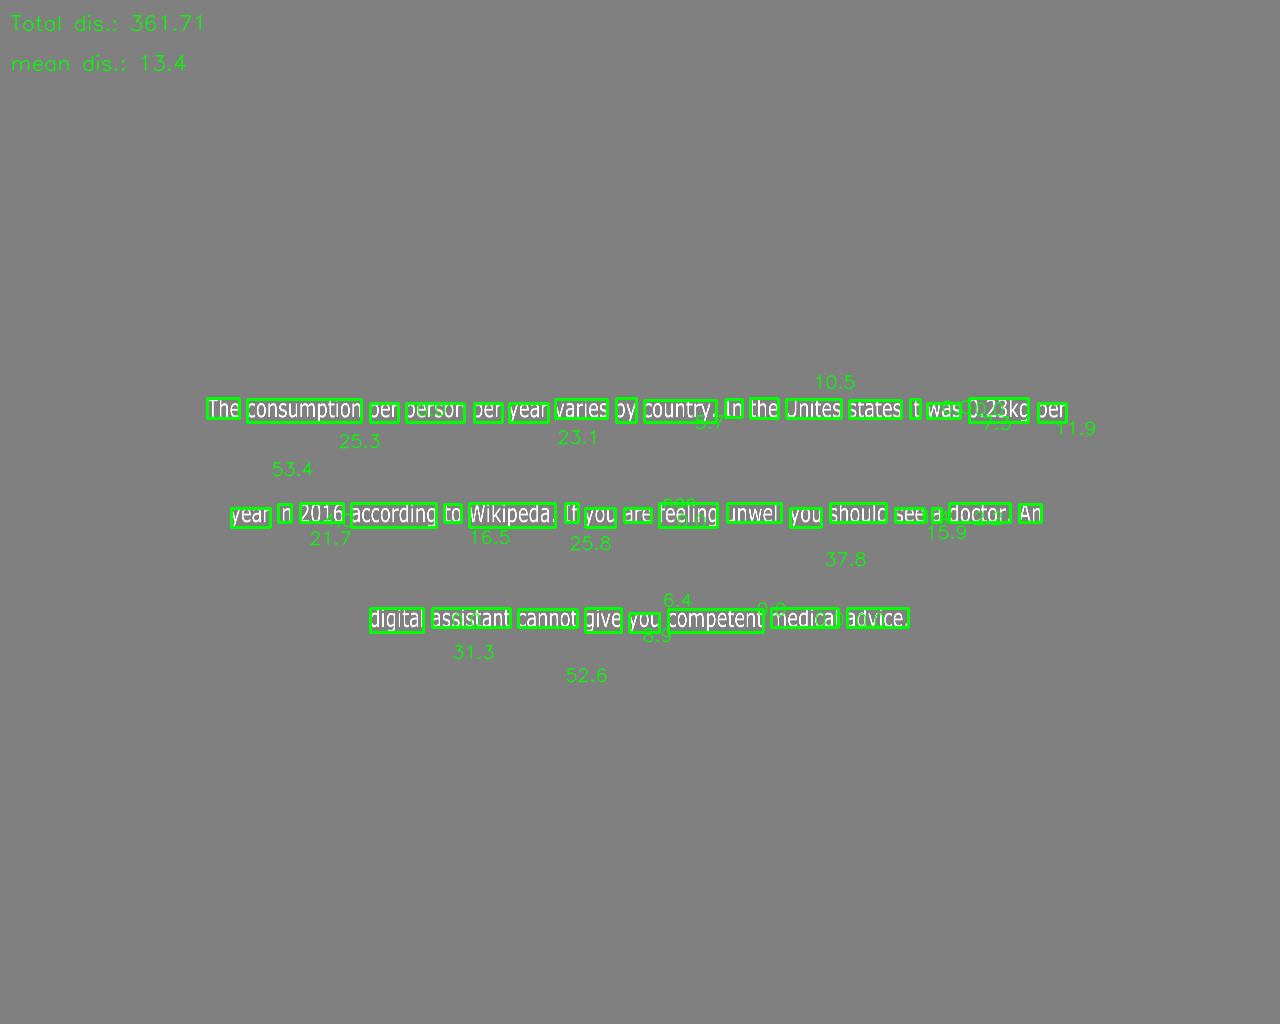 Total dis.: 361.71
mean dis.: 13.4
10.5
The consumption per person per year varies by country. In the Unites states it was 0.23kg per
25.3
23.1
11.9
53.4
year in 2016 according to Wikipeda. If you are feeling unwell you should see a doctor. An
21.7
16.5
25.8
15.9
37.8
6.4
digital assistant cannot give you competent medical advice.
31.3
52.6